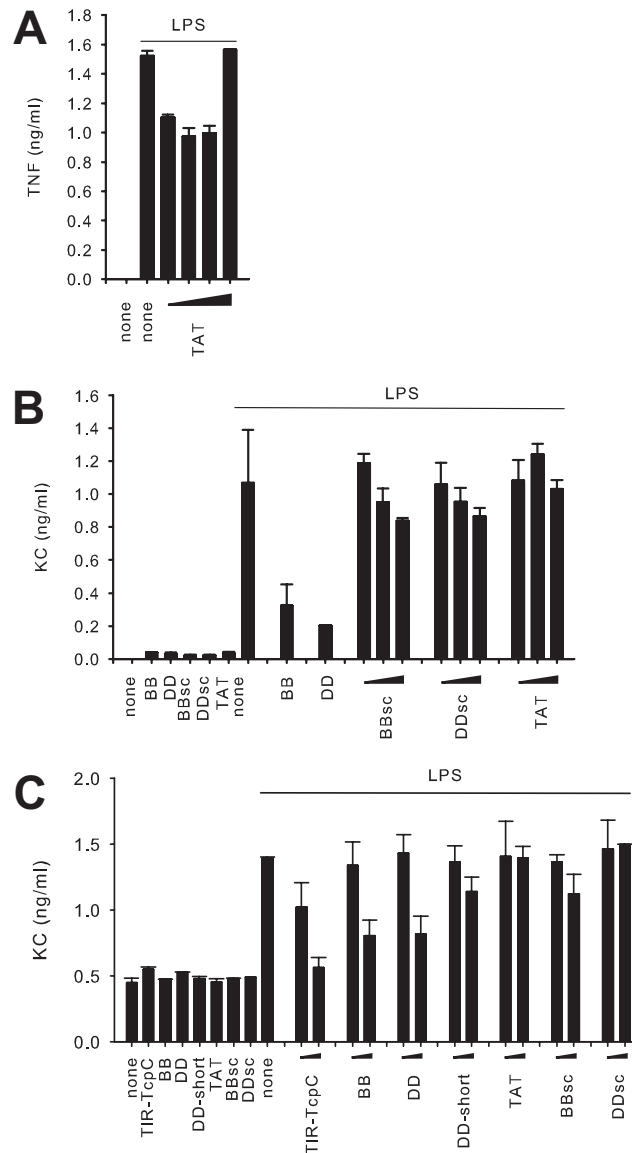 A
LPS
TNF (ng/ml)
1.8
1.6
1.4
1.2
1.0
0.8
0.6
0.4
0.2
0.0
none
none
TAT
B
LPS
KC (ng/ml)
1.6
1.4
1.2
1.0
0.8
0.6
0.4
0.2
0.0
none
BB
DD
BBsc
DDsc
TAT
none
BB
DD
BBsc
DDsc
TAT
C
LPS
KC (ng/ml)
2.0
1.5
1.0
0.5
0.0
none
TIR-TcpC
BB
DD
DD-short
TAT
BBsc
DDsc
none
TIR-TcpC
BB
DD
DD-short
TAT
BBsc
DDsc